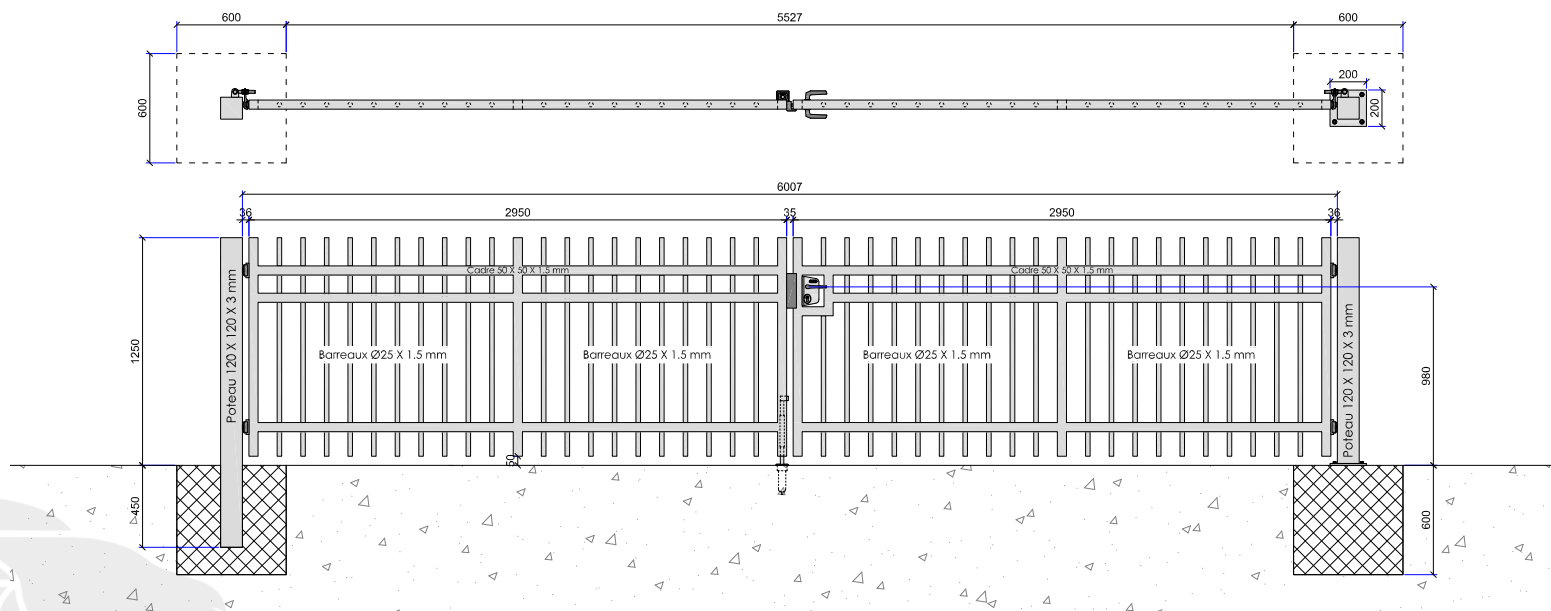 600
5527
600
600
200
200
6007
36
2950
35
2950
36
Cadre 50 X 50 X 1.5 mm
Cadre 50 X 50 X 1.5 mm
Poteau 120 X 120 X 3 mm
1250
Barreaux Ø25 X 1.5 mm
Barreaux Ø25 X 1.5 mm
Barreaux Ø25 X 1.5 mm
Barreaux Ø25 X 1.5 mm
Poteau 120 X 120 X 3 mm
980
50
450
600